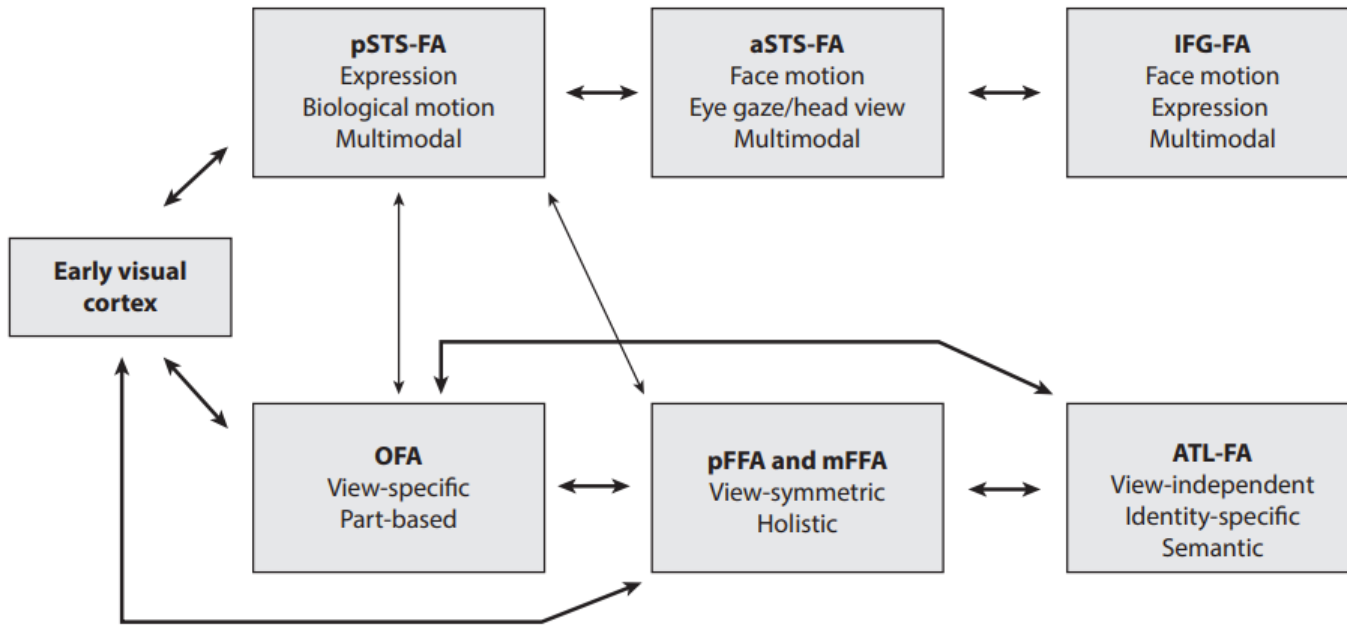 pSTS-FA
Expression
Biological motion
Multimodal
aSTS-FA
Face motion
Eye gaze/head view
Multimodal
IFG-FA
Face motion
Expression
Multimodal
Early visual
cortex
OFA
View-specific
Part-based
pFFA and mFFA
View-symmetric
Holistic
ATL-FA
View-independent
Identity-specific
Semantic